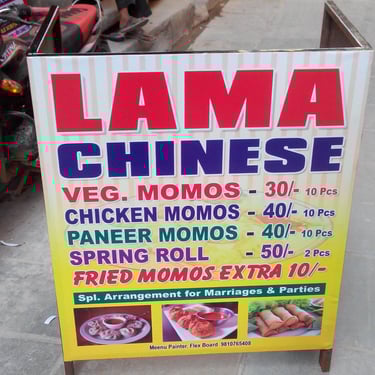 LAMA
CHINESE
VEG. MOMOS - 30/- 10 Pcs
CHICKEN MOMOS - 40/- 10 Pcs
PANEER MOMOS - 40/- 10 Pcs
SPRING ROLL - 50/- 2 Pcs
FRIED MOMOS EXTRA 10/-
Spl. Arrangement for Marriages & Parties
Meenu Painter. Flex Board 9810765408